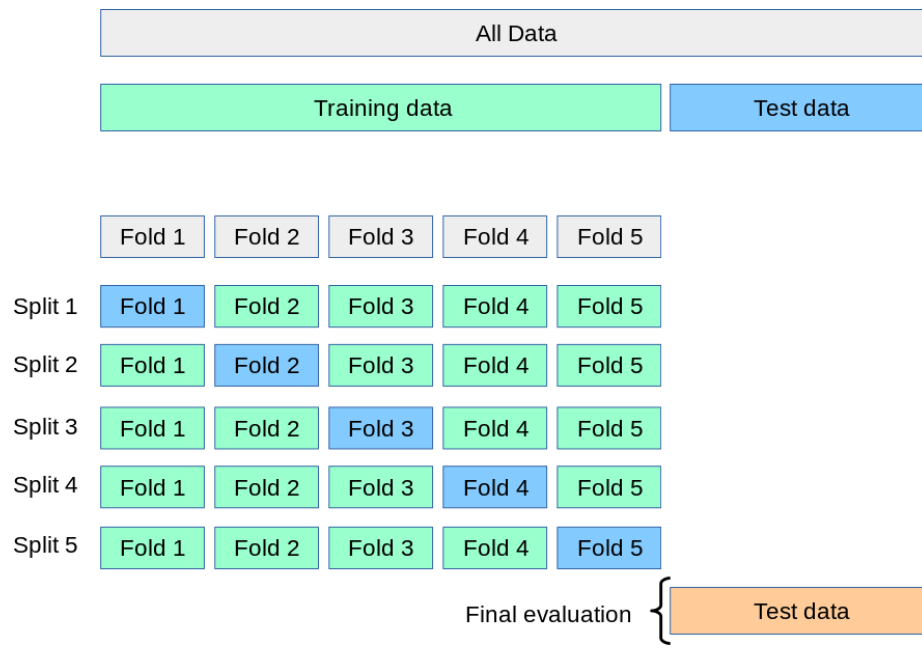 All Data
Training data Test data
Fold 1 Fold 2 Fold 3 Fold 4 Fold 5
Split 1 Fold 1 Fold 2 Fold 3 Fold 4 Fold 5
Split 2 Fold 1 Fold 2 Fold 3 Fold 4 Fold 5
Split 3 Fold 1 Fold 2 Fold 3 Fold 4 Fold 5
Split 4 Fold 1 Fold 2 Fold 3 Fold 4 Fold 5
Split 5 Fold 1 Fold 2 Fold 3 Fold 4 Fold 5
Final evaluation Test data